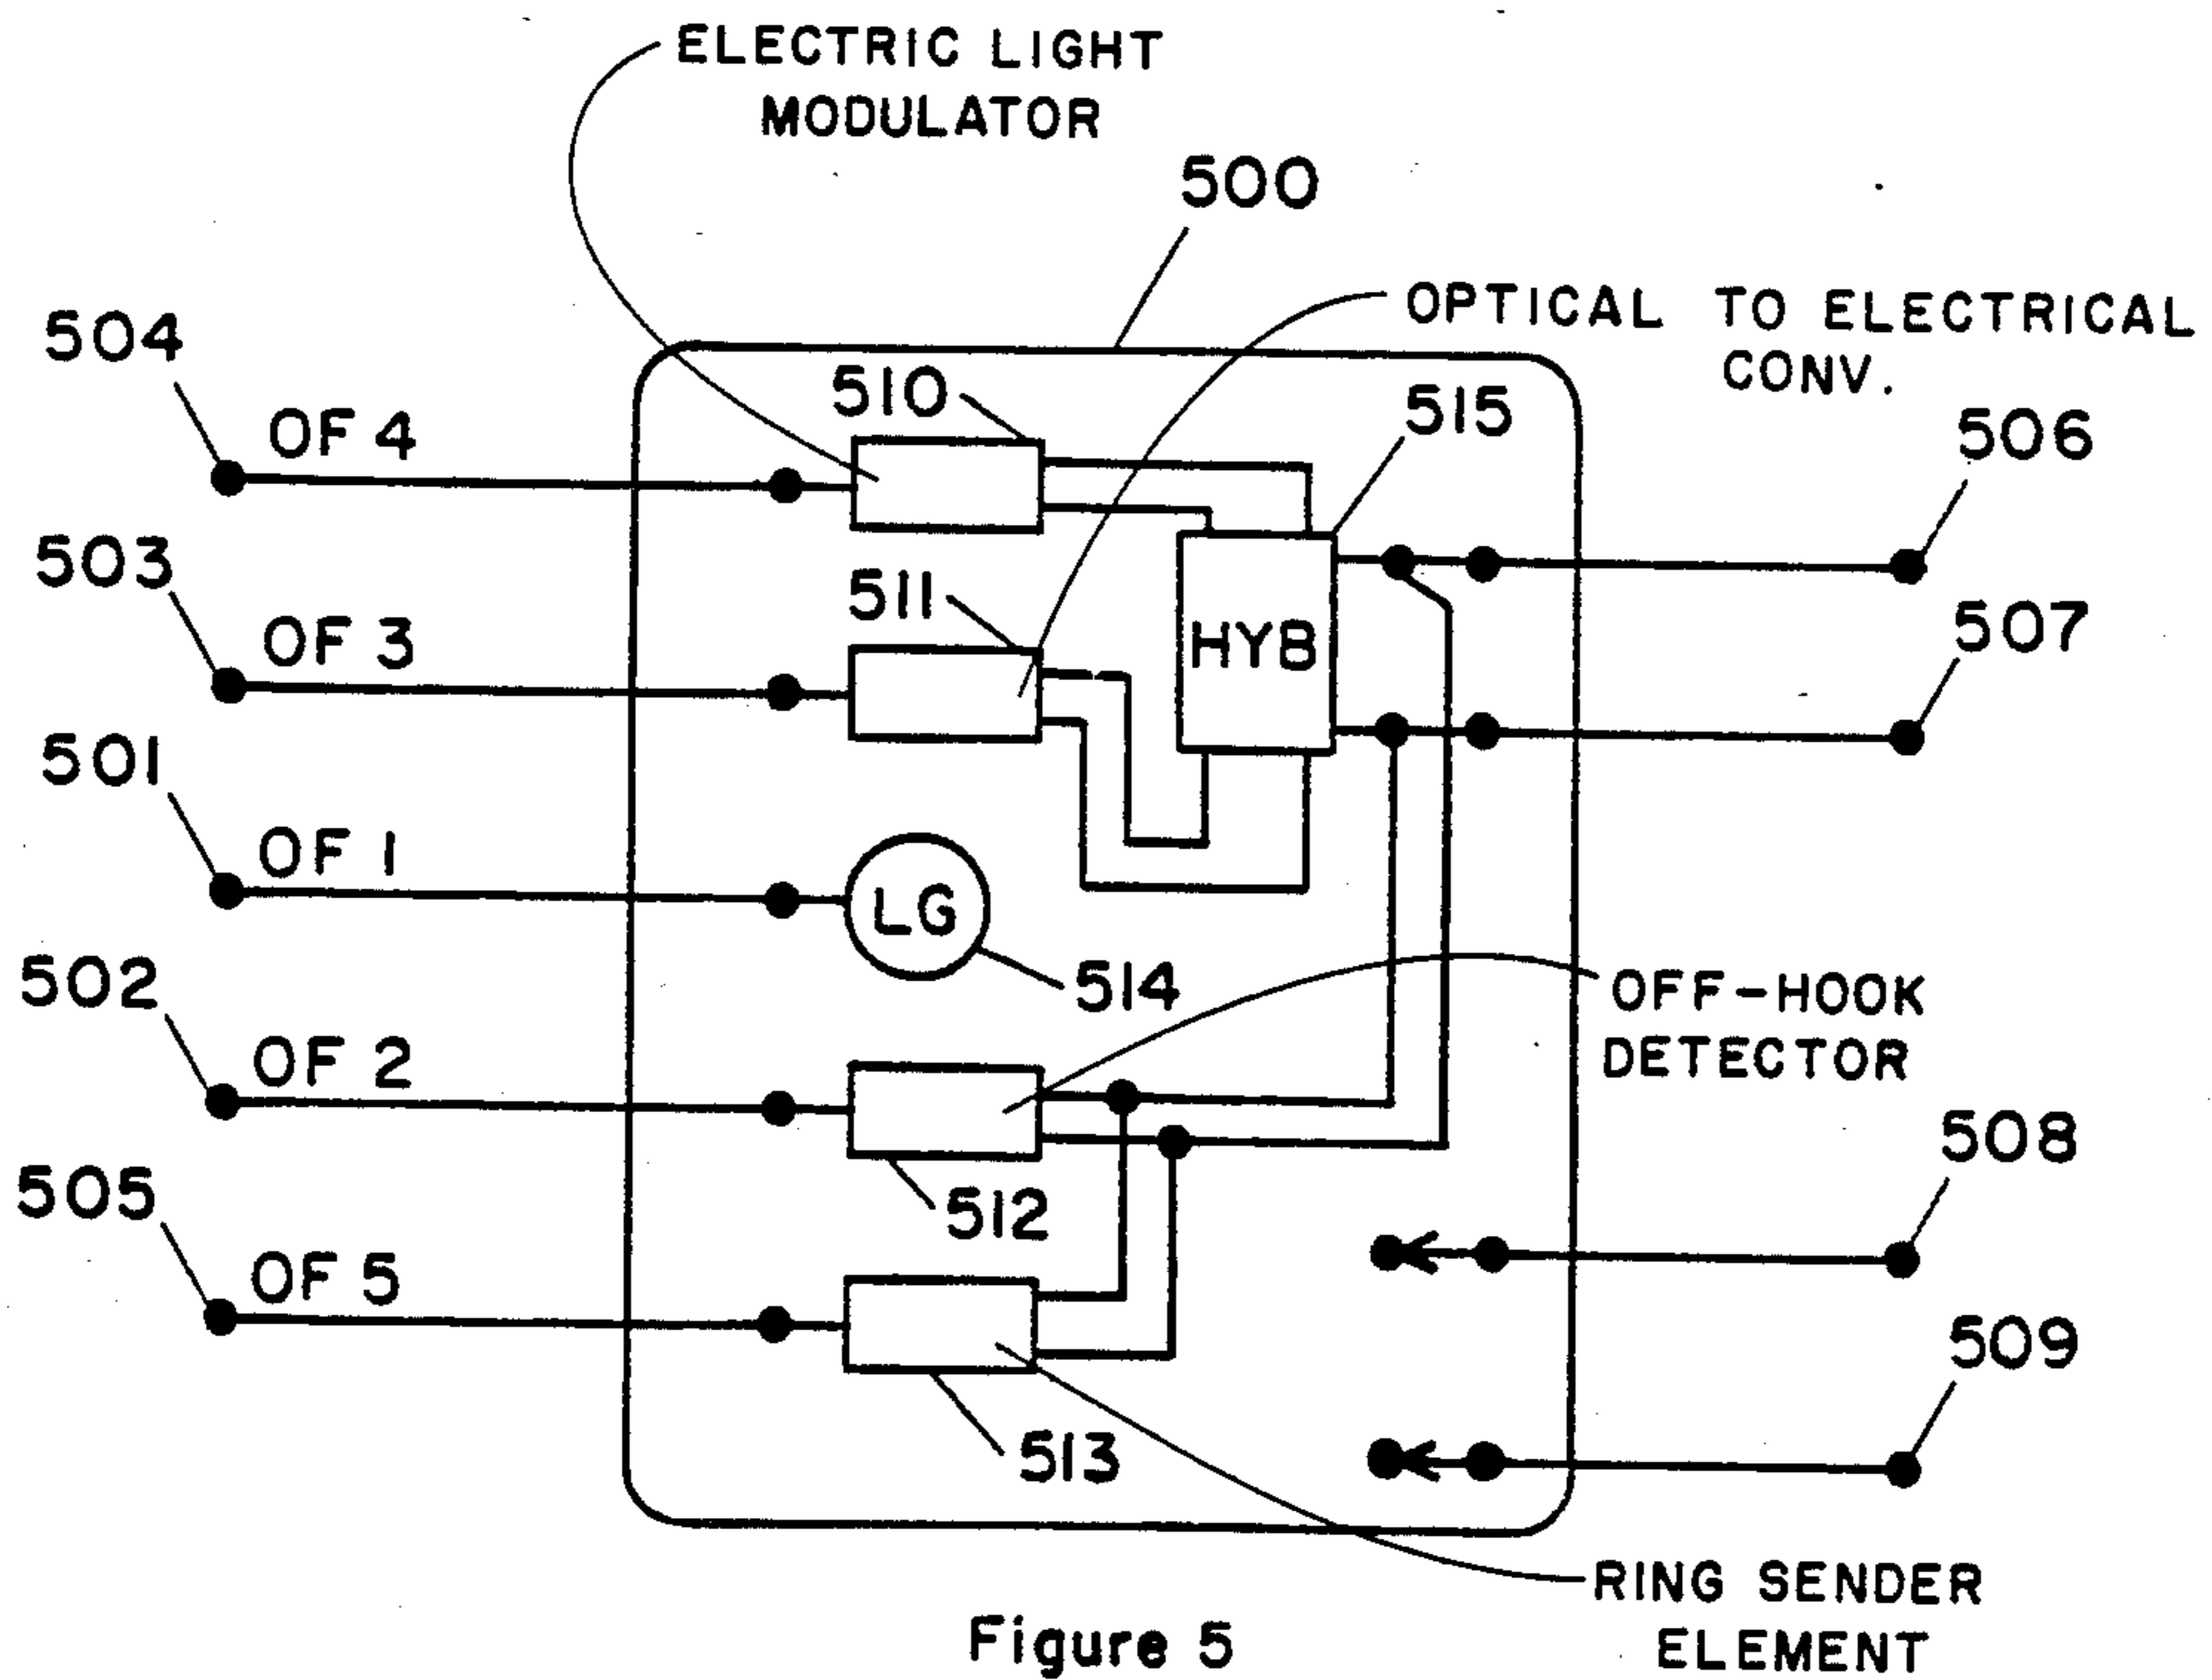 ELECTRIC LIGHT
MODULATOR
500
OPTICAL TO ELECTRICAL
CONV.
504
OF 4
510
515
506
503
OF 3
511
HYB
507
501
OF 1
LG
514
502
OF 2
OFF-HOOK
DETECTOR
512
508
505
OF 5
513
509
RING SENDER
ELEMENT
Figure 5